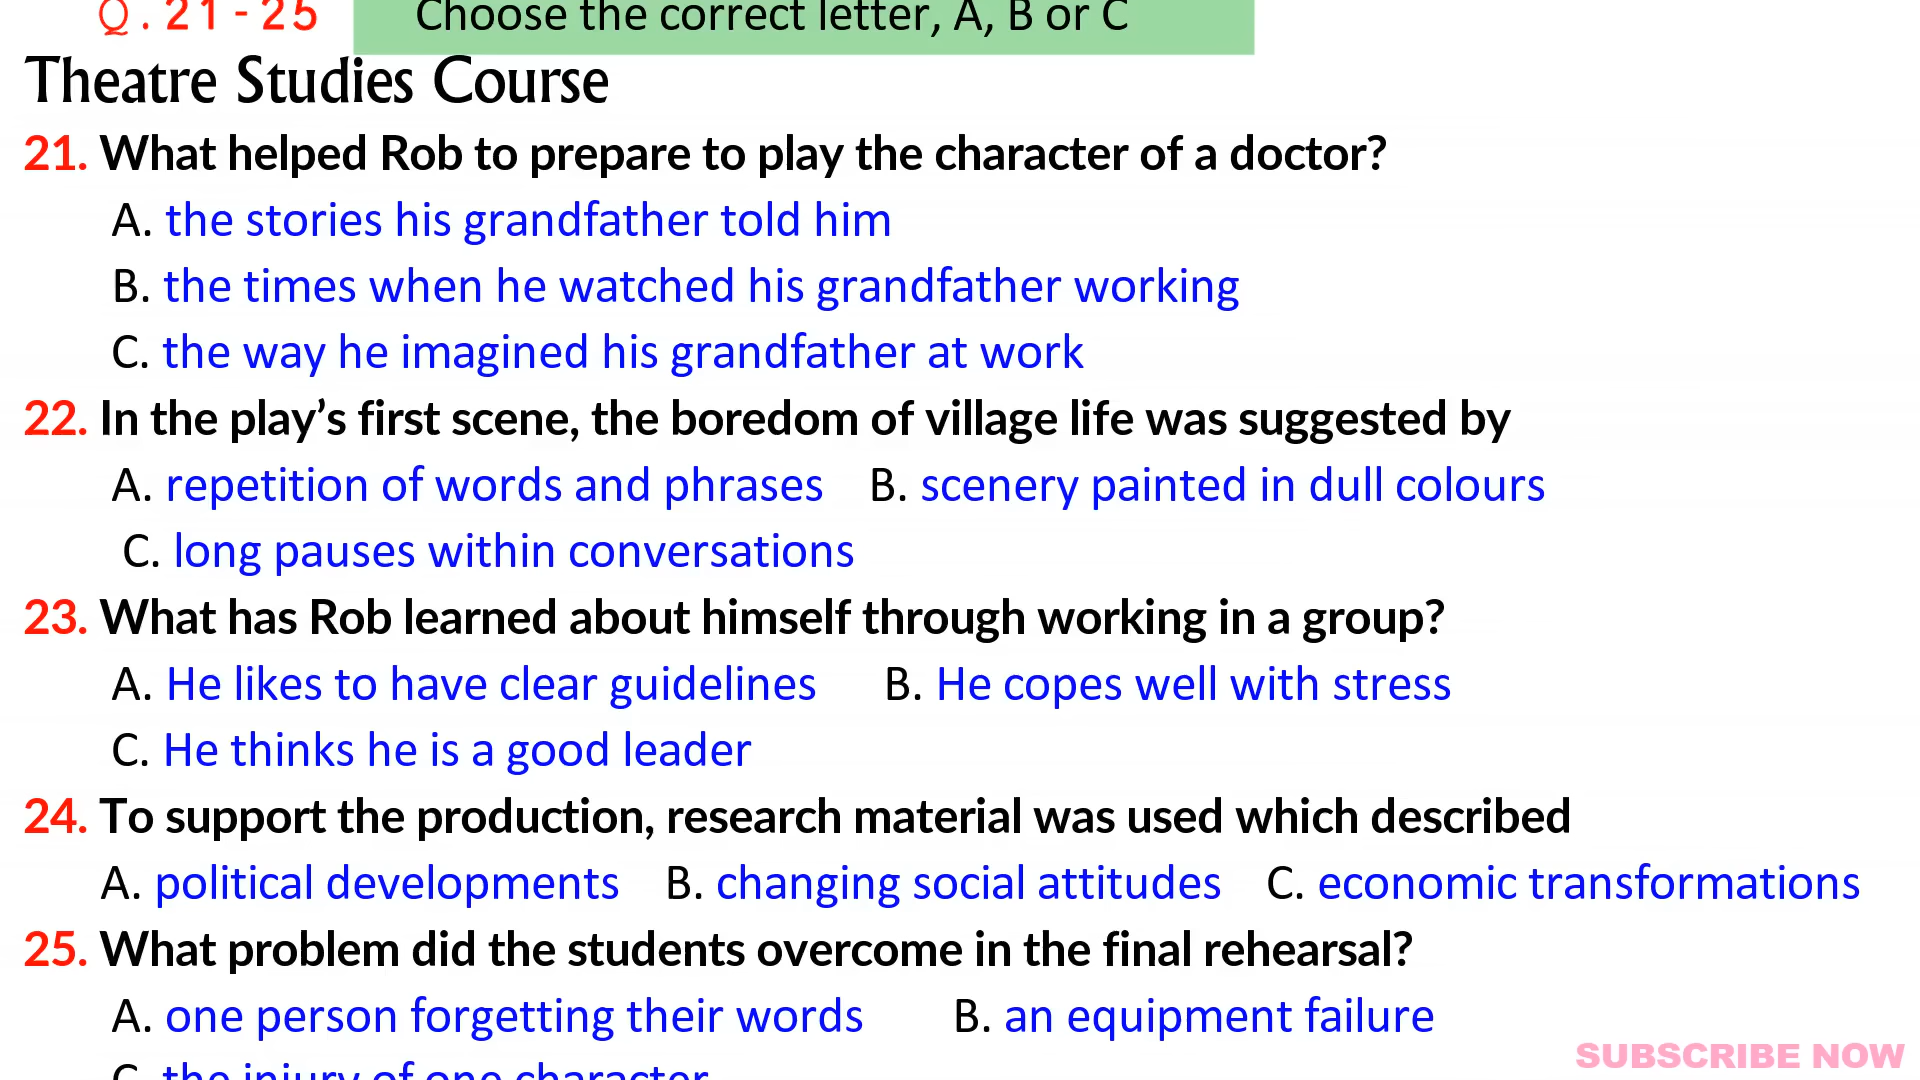 Q.21-25 Choose the correct letter, A, B or C
Theatre Studies Course
21. What helped Rob to prepare to play the character of a doctor?
A. the stories his grandfather told him
B. the times when he watched his grandfather working
C. the way he imagined his grandfather at work
22. In the play’s first scene, the boredom of village life was suggested by
A. repetition of words and phrases B. scenery painted in dull colours
C. long pauses within conversations
23. What has Rob learned about himself through working in a group?
A. He likes to have clear guidelines B. He copes well with stress
C. He thinks he is a good leader
24. To support the production, research material was used which described
A. political developments B. changing social attitudes C. economic transformations
25. What problem did the students overcome in the final rehearsal?
A. one person forgetting their words B. an equipment failure
C. the injury of one character
SUBSCRIBE NOW